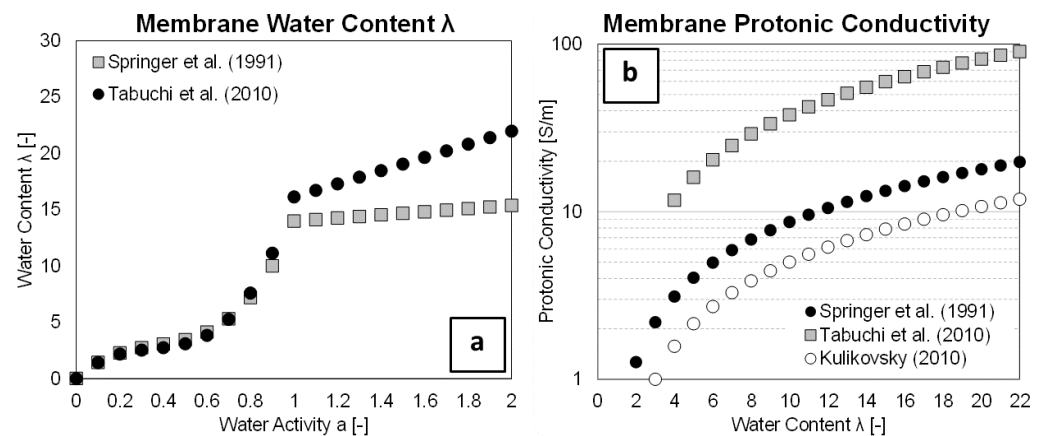 Membrane Water Content λ
30
25
20
15
10
5
0
Water Content λ [-]
Springer et al. (1991)
Tabuchi et al. (2010)
a
0 0.2 0.4 0.6 0.8 1 1.2 1.4 1.6 1.8 2
Water Activity a [-]
Membrane Protonic Conductivity
100
10
1
Protonic Conductivity [S/m]
b
Springer et al. (1991)
Tabuchi et al. (2010)
Kulikovsky (2010)
0 2 4 6 8 10 12 14 16 18 20 22
Water Content λ [-]